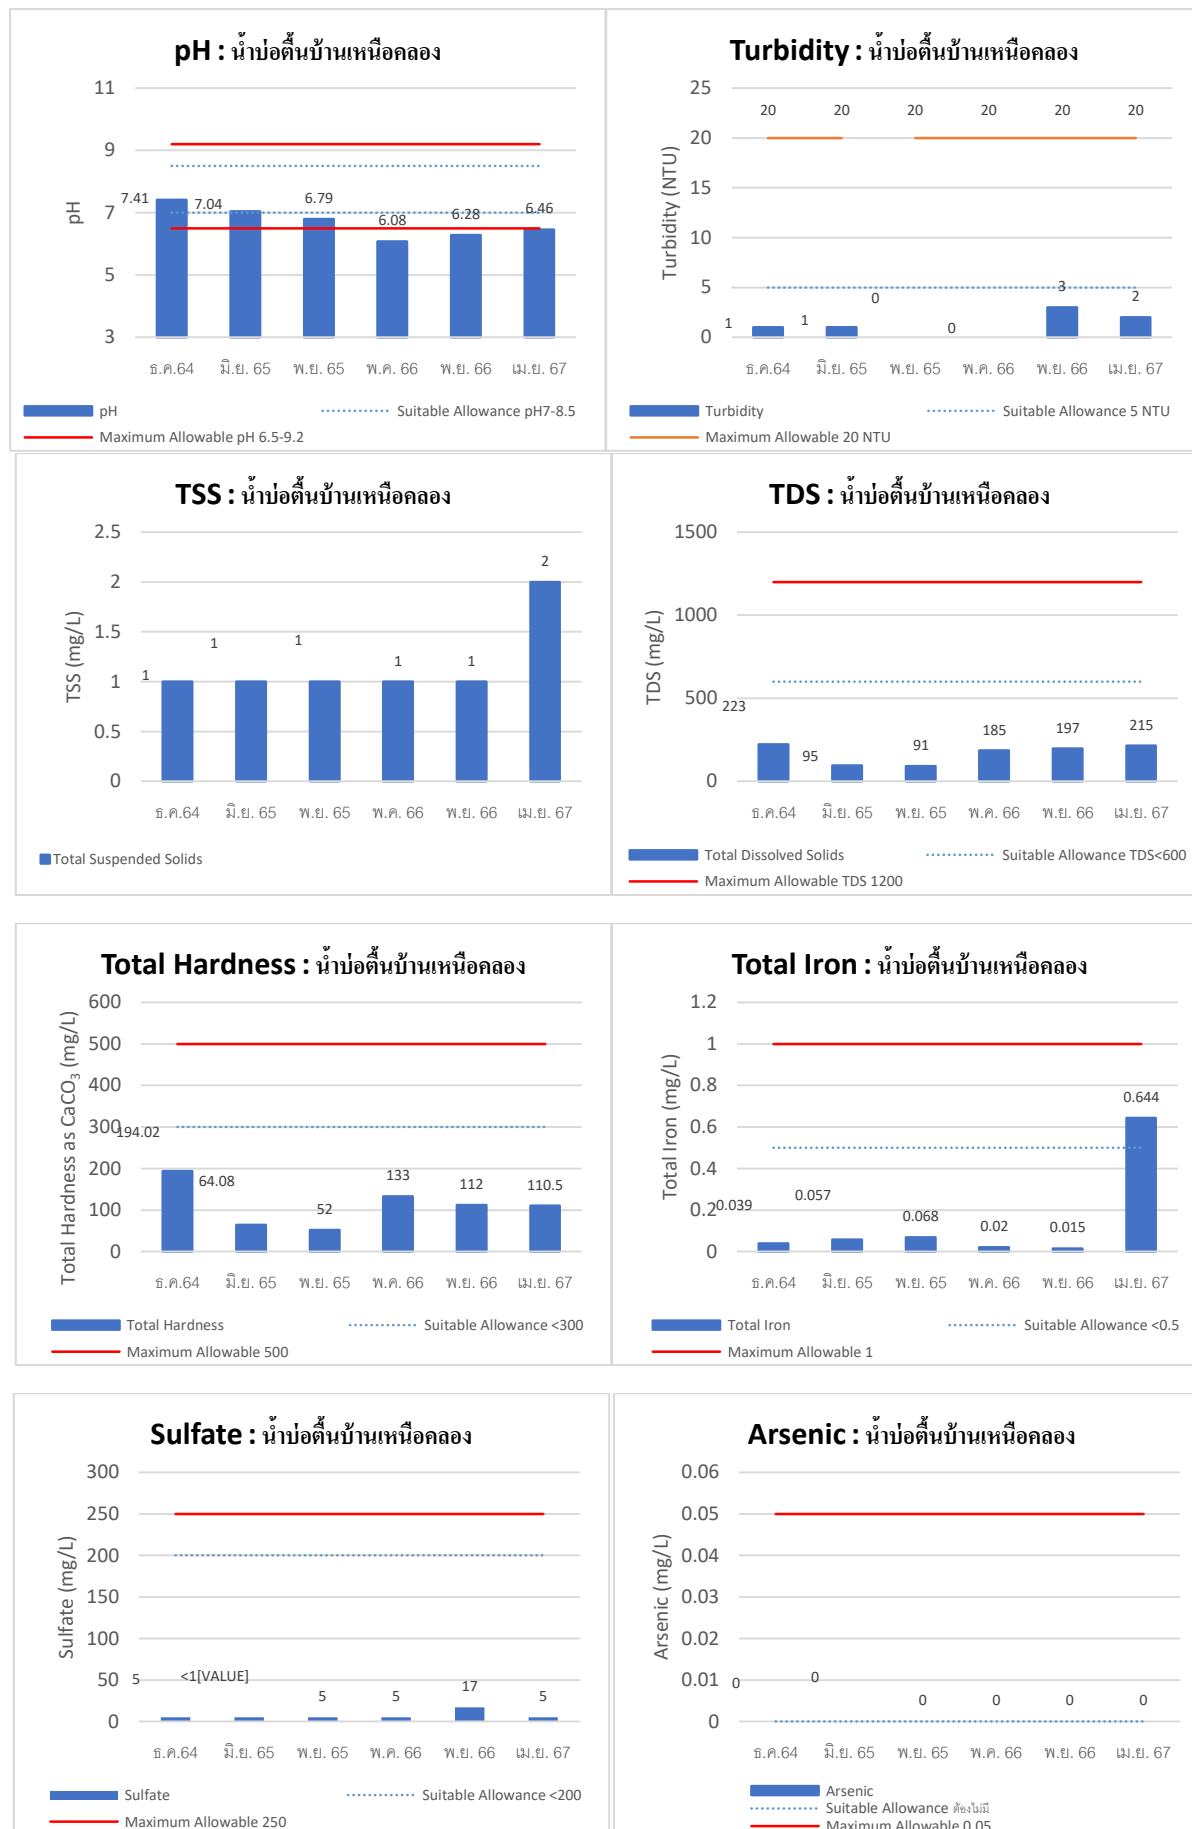 pH : น้ำบ่อตื้นบ้านเหนือคลอง
11
9
7
5
3
pH
7.41
7.04
6.79
6.08
6.28
6.46
ธ.ค.64 มิ.ย. 65 พ.ย. 65 พ.ค. 66 พ.ย. 66 เม.ย. 67
pH
Suitable Allowance pH7-8.5
Maximum Allowable pH 6.5-9.2
Turbidity : น้ำบ่อตื้นบ้านเหนือคลอง
25
20
15
10
5
0
Turbidity (NTU)
20 20 20 20 20 20
1
1
0
0
3
2
ธ.ค.64 มิ.ย. 65 พ.ย. 65 พ.ค. 66 พ.ย. 66 เม.ย. 67
Turbidity
Suitable Allowance 5 NTU
Maximum Allowable 20 NTU
TSS : น้ำบ่อตื้นบ้านเหนือคลอง
2.5
2
1.5
1
0.5
0
TSS (mg/L)
1
1
1
1
1
2
ธ.ค.64 มิ.ย. 65 พ.ย. 65 พ.ค. 66 พ.ย. 66 เม.ย. 67
Total Suspended Solids
TDS : น้ำบ่อตื้นบ้านเหนือคลอง
1500
1000
500
0
TDS (mg/L)
223
95
91
185
197
215
ธ.ค.64 มิ.ย. 65 พ.ย. 65 พ.ค. 66 พ.ย. 66 เม.ย. 67
Total Dissolved Solids
Suitable Allowance TDS<600
Maximum Allowable TDS 1200
Total Hardness : น้ำบ่อตื้นบ้านเหนือคลอง
600
500
400
300
200
100
0
Total Hardness as CaCO₃ (mg/L)
194.02
64.08
52
133
112
110.5
ธ.ค.64 มิ.ย. 65 พ.ย. 65 พ.ค. 66 พ.ย. 66 เม.ย. 67
Total Hardness
Suitable Allowance <300
Maximum Allowable 500
Total Iron : น้ำบ่อตื้นบ้านเหนือคลอง
1.2
1
0.8
0.6
0.4
0.2
0
Total Iron (mg/L)
0.039
0.057
0.068
0.02
0.015
0.644
ธ.ค.64 มิ.ย. 65 พ.ย. 65 พ.ค. 66 พ.ย. 66 เม.ย. 67
Total Iron
Suitable Allowance <0.5
Maximum Allowable 1
Sulfate : น้ำบ่อตื้นบ้านเหนือคลอง
300
250
200
150
100
50
0
Sulfate (mg/L)
5
<1[VALUE]
5
5
17
5
ธ.ค.64 มิ.ย. 65 พ.ย. 65 พ.ค. 66 พ.ย. 66 เม.ย. 67
Sulfate
Suitable Allowance <200
Maximum Allowable 250
Arsenic : น้ำบ่อตื้นบ้านเหนือคลอง
0.06
0.05
0.04
0.03
0.02
0.01
0
Arsenic (mg/L)
0
0
0
0
0
0
ธ.ค.64 มิ.ย. 65 พ.ย. 65 พ.ค. 66 พ.ย. 66 เม.ย. 67
Arsenic
Suitable Allowance ต้องไม่มี
Maximum Allowable 0.05